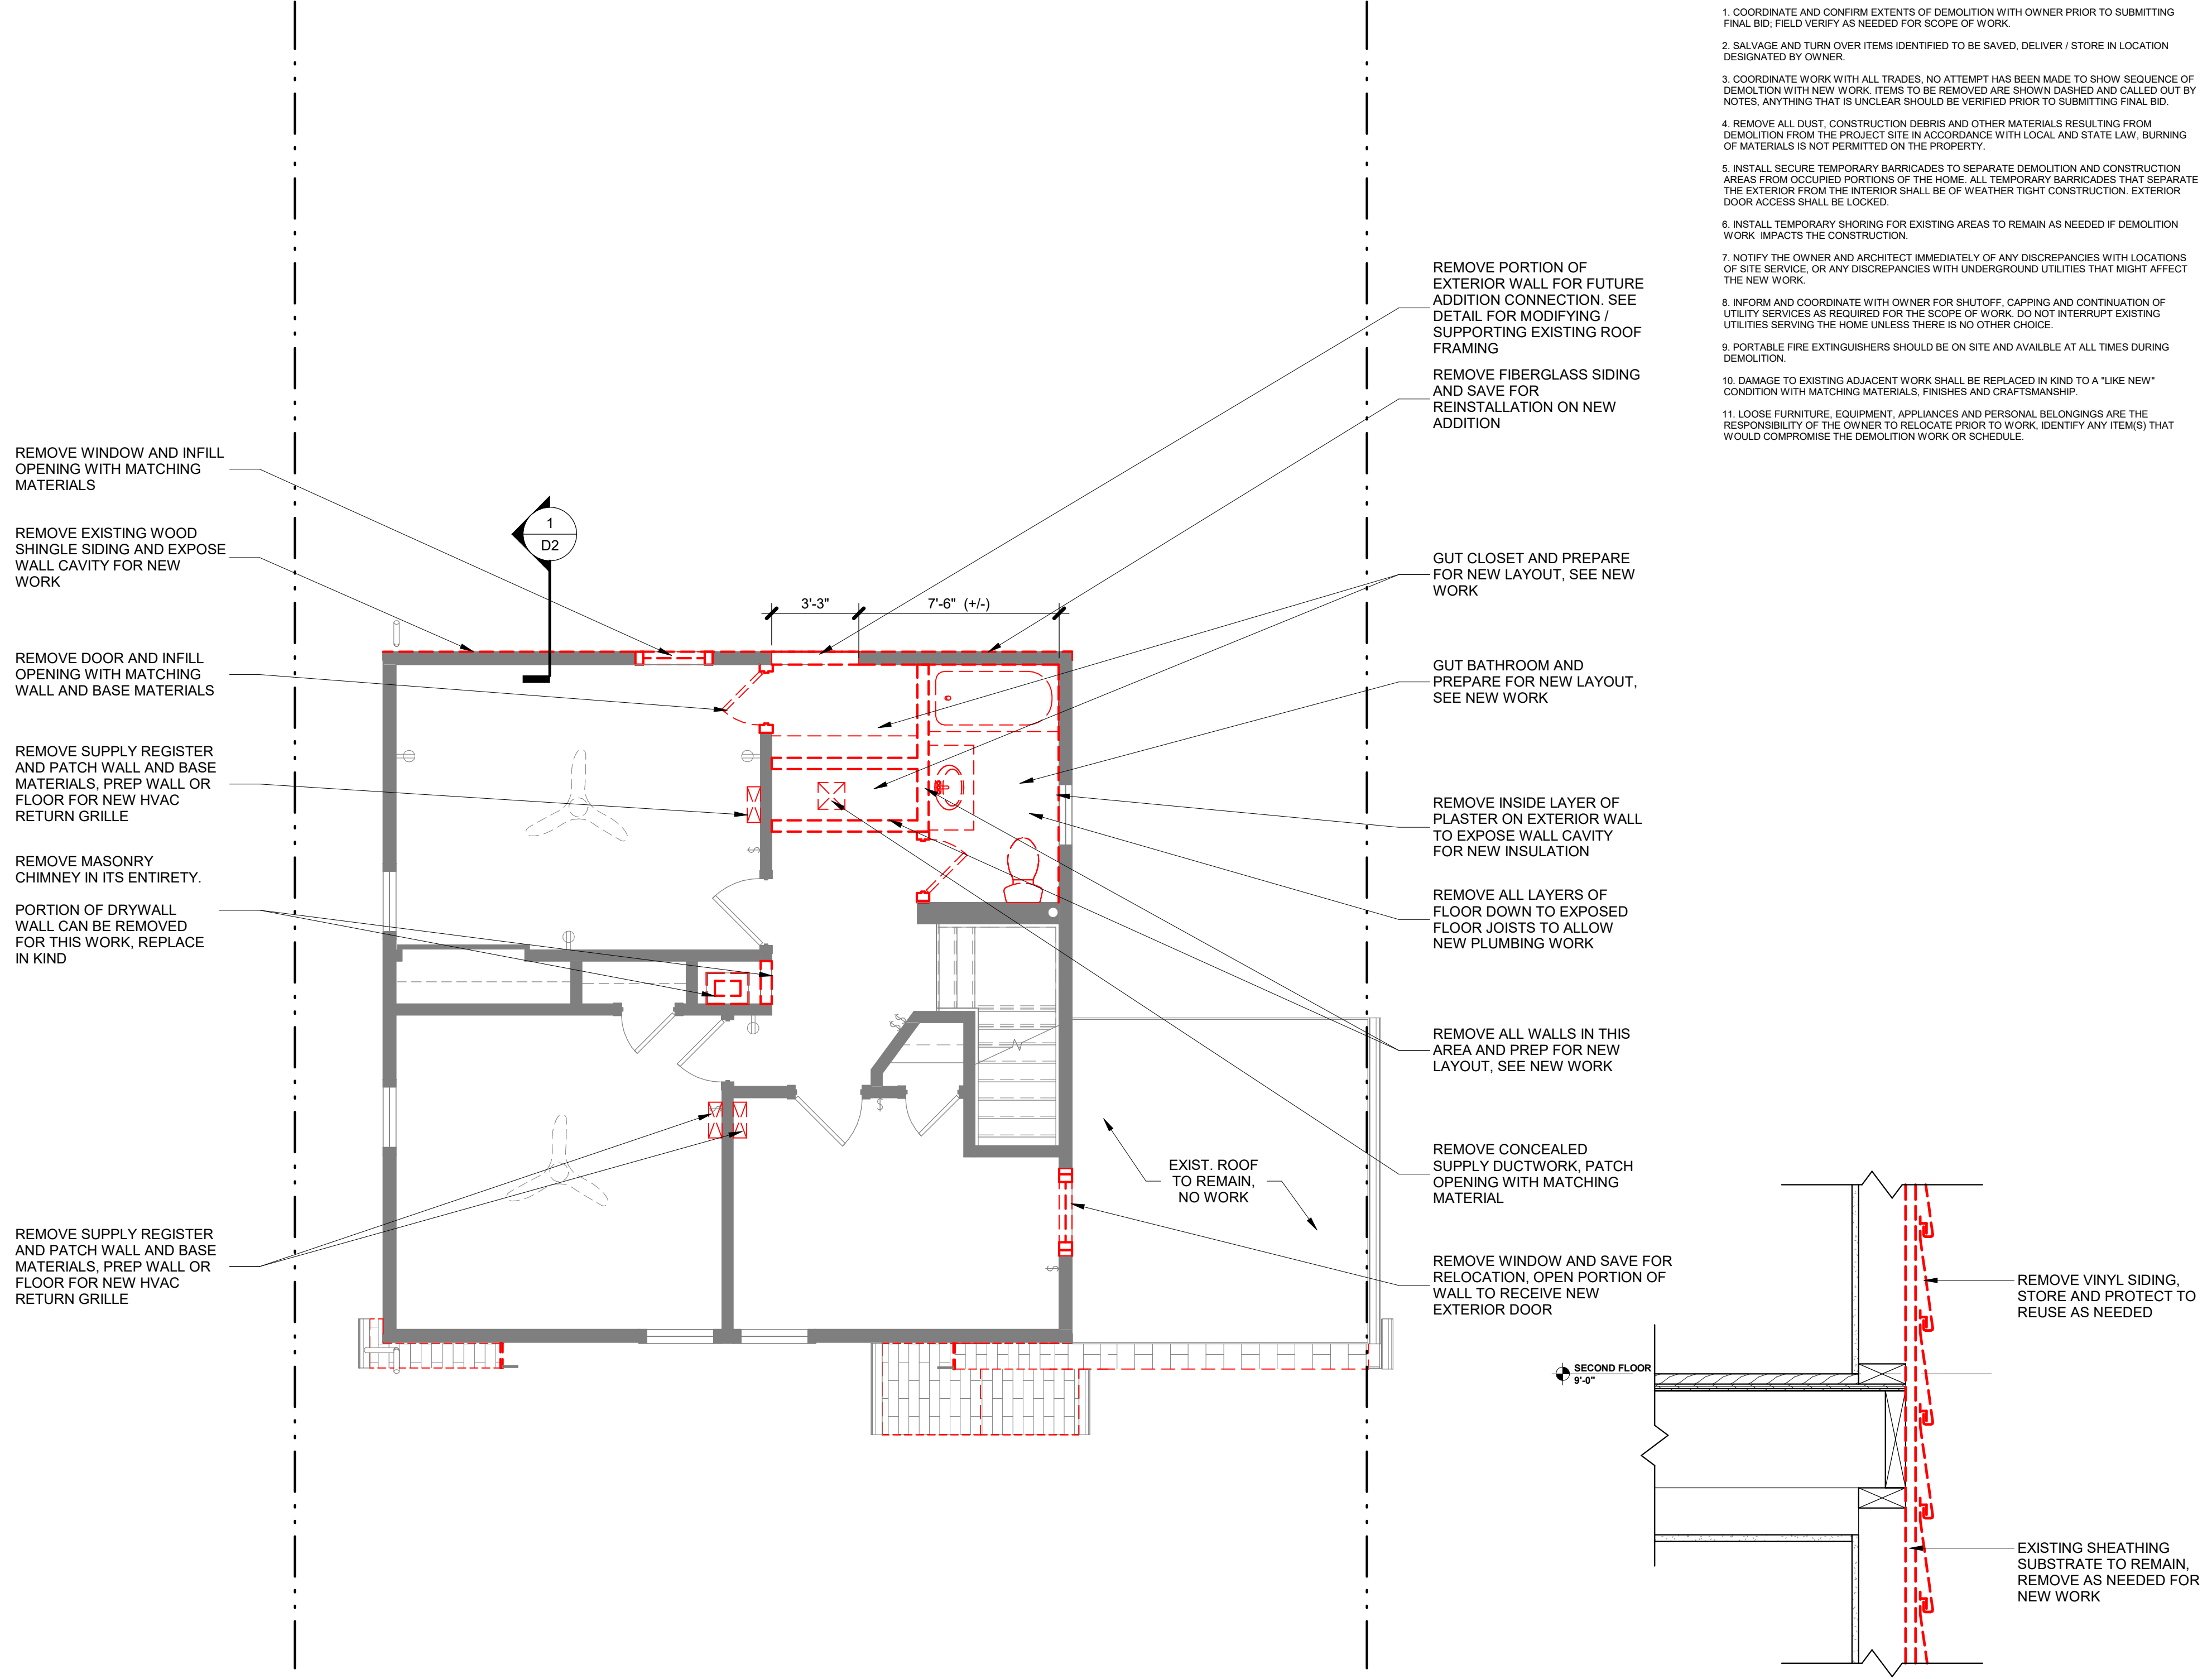 1. COORDINATE AND CONFIRM EXTENTS OF DEMOLITION WITH OWNER PRIOR TO SUBMITTING
FINAL BID; FIELD VERIFY AS NEEDED FOR SCOPE OF WORK.
2. SALVAGE AND TURN OVER ITEMS IDENTIFIED TO BE SAVED, DELIVER / STORE IN LOCATION
DESIGNATED BY OWNER.
3. COORDINATE WORK WITH ALL TRADES, NO ATTEMPT HAS BEEN MADE TO SHOW SEQUENCE OF
DEMOLTION WITH NEW WORK. ITEMS TO BE REMOVED ARE SHOWN DASHED AND CALLED OUT BY
NOTES, ANYTHING THAT IS UNCLEAR SHOULD BE VERIFIED PRIOR TO SUBMITTING FINAL BID.
4. REMOVE ALL DUST, CONSTRUCTION DEBRIS AND OTHER MATERIALS RESULTING FROM
DEMOLITION FROM THE PROJECT SITE IN ACCORDANCE WITH LOCAL AND STATE LAW, BURNING
OF MATERIALS IS NOT PERMITTED ON THE PROPERTY.
5. INSTALL SECURE TEMPORARY BARRICADES TO SEPARATE DEMOLITION AND CONSTRUCTION
AREAS FROM OCCUPIED PORTIONS OF THE HOME. ALL TEMPORARY BARRICADES THAT SEPARATE
THE EXTERIOR FROM THE INTERIOR SHALL BE OF WEATHER TIGHT CONSTRUCTION. EXTERIOR
DOOR ACCESS SHALL BE LOCKED.
6. INSTALL TEMPORARY SHORING FOR EXISTING AREAS TO REMAIN AS NEEDED IF DEMOLITION
WORK IMPACTS THE CONSTRUCTION.
7. NOTIFY THE OWNER AND ARCHITECT IMMEDIATELY OF ANY DISCREPANCIES WITH LOCATIONS
OF SITE SERVICE, OR ANY DISCREPANCIES WITH UNDERGROUND UTILITIES THAT MIGHT AFFECT
THE NEW WORK.
8. INFORM AND COORDINATE WITH OWNER FOR SHUTOFF, CAPPING AND CONTINUATION OF
UTILITY SERVICES AS REQUIRED FOR THE SCOPE OF WORK. DO NOT INTERRUPT EXISTING
UTILITIES SERVING THE HOME UNLESS THERE IS NO OTHER CHOICE.
9. PORTABLE FIRE EXTINGUISHERS SHOULD BE ON SITE AND AVAILBLE AT ALL TIMES DURING
DEMOLITION.
10. DAMAGE TO EXISTING ADJACENT WORK SHALL BE REPLACED IN KIND TO A "LIKE NEW"
CONDITION WITH MATCHING MATERIALS, FINISHES AND CRAFTSMANSHIP.
11. LOOSE FURNITURE, EQUIPMENT, APPLIANCES AND PERSONAL BELONGINGS ARE THE
RESPONSIBILITY OF THE OWNER TO RELOCATE PRIOR TO WORK, IDENTIFY ANY ITEM(S) THAT
WOULD COMPROMISE THE DEMOLITION WORK OR SCHEDULE.
REMOVE WINDOW AND INFILL
OPENING WITH MATCHING
MATERIALS
REMOVE EXISTING WOOD
SHINGLE SIDING AND EXPOSE
WALL CAVITY FOR NEW
WORK
REMOVE DOOR AND INFILL
OPENING WITH MATCHING
WALL AND BASE MATERIALS
REMOVE SUPPLY REGISTER
AND PATCH WALL AND BASE
MATERIALS, PREP WALL OR
FLOOR FOR NEW HVAC
RETURN GRILLE
REMOVE MASONRY
CHIMNEY IN ITS ENTIRETY.
PORTION OF DRYWALL
WALL CAN BE REMOVED
FOR THIS WORK, REPLACE
IN KIND
REMOVE SUPPLY REGISTER
AND PATCH WALL AND BASE
MATERIALS, PREP WALL OR
FLOOR FOR NEW HVAC
RETURN GRILLE
1
D2
3'-3"
7'-6" (+/-)
EXIST. ROOF
TO REMAIN,
NO WORK
REMOVE PORTION OF
EXTERIOR WALL FOR FUTURE
ADDITION CONNECTION. SEE
DETAIL FOR MODIFYING /
SUPPORTING EXISTING ROOF
FRAMING
REMOVE FIBERGLASS SIDING
AND SAVE FOR
REINSTALLATION ON NEW
ADDITION
GUT CLOSET AND PREPARE
FOR NEW LAYOUT, SEE NEW
WORK
GUT BATHROOM AND
PREPARE FOR NEW LAYOUT,
SEE NEW WORK
REMOVE INSIDE LAYER OF
PLASTER ON EXTERIOR WALL
TO EXPOSE WALL CAVITY
FOR NEW INSULATION
REMOVE ALL LAYERS OF
FLOOR DOWN TO EXPOSED
FLOOR JOISTS TO ALLOW
NEW PLUMBING WORK
REMOVE ALL WALLS IN THIS
AREA AND PREP FOR NEW
LAYOUT, SEE NEW WORK
REMOVE CONCEALED
SUPPLY DUCTWORK, PATCH
OPENING WITH MATCHING
MATERIAL
REMOVE WINDOW AND SAVE FOR
RELOCATION, OPEN PORTION OF
WALL TO RECEIVE NEW
EXTERIOR DOOR
SECOND FLOOR
9'-0"
REMOVE VINYL SIDING,
STORE AND PROTECT TO
REUSE AS NEEDED
EXISTING SHEATHING
SUBSTRATE TO REMAIN,
REMOVE AS NEEDED FOR
NEW WORK